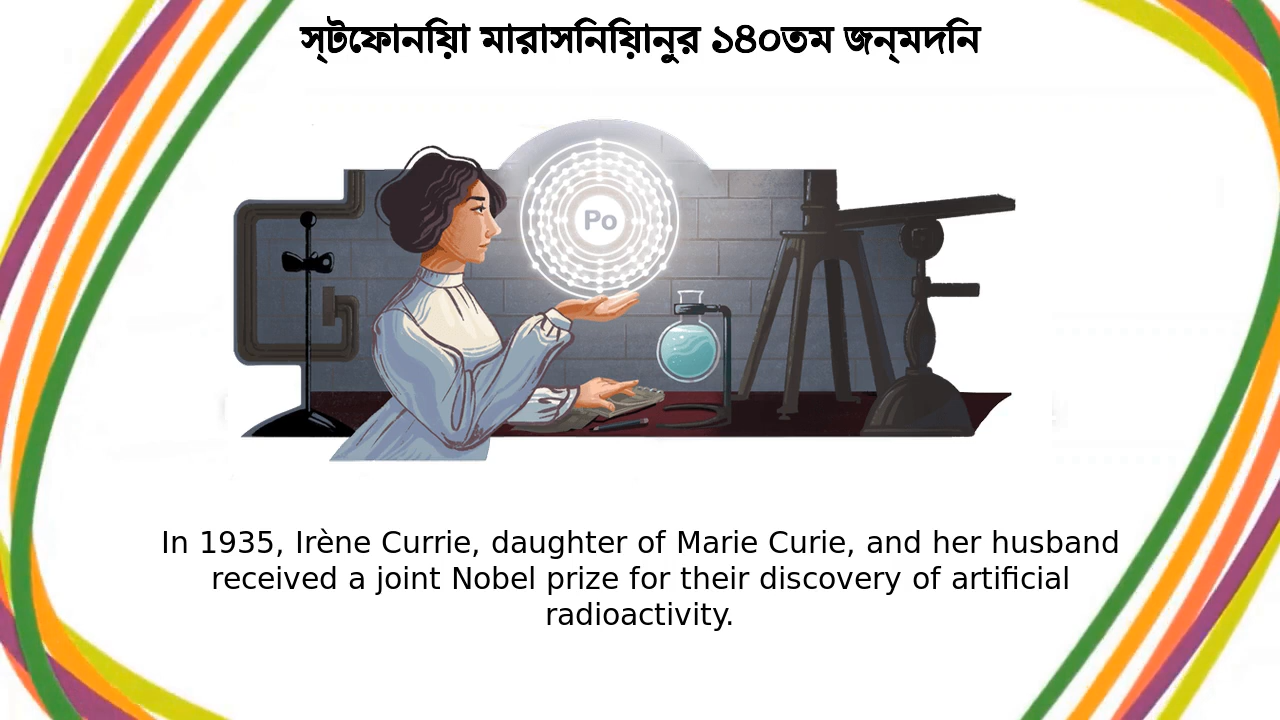 স্টেফোনিয়া মারাসিনিয়ানুর ১৪০তম জন্মদিন
Po
In 1935, Irène Currie, daughter of Marie Curie, and her husband
received a joint Nobel prize for their discovery of artificial
radioactivity.